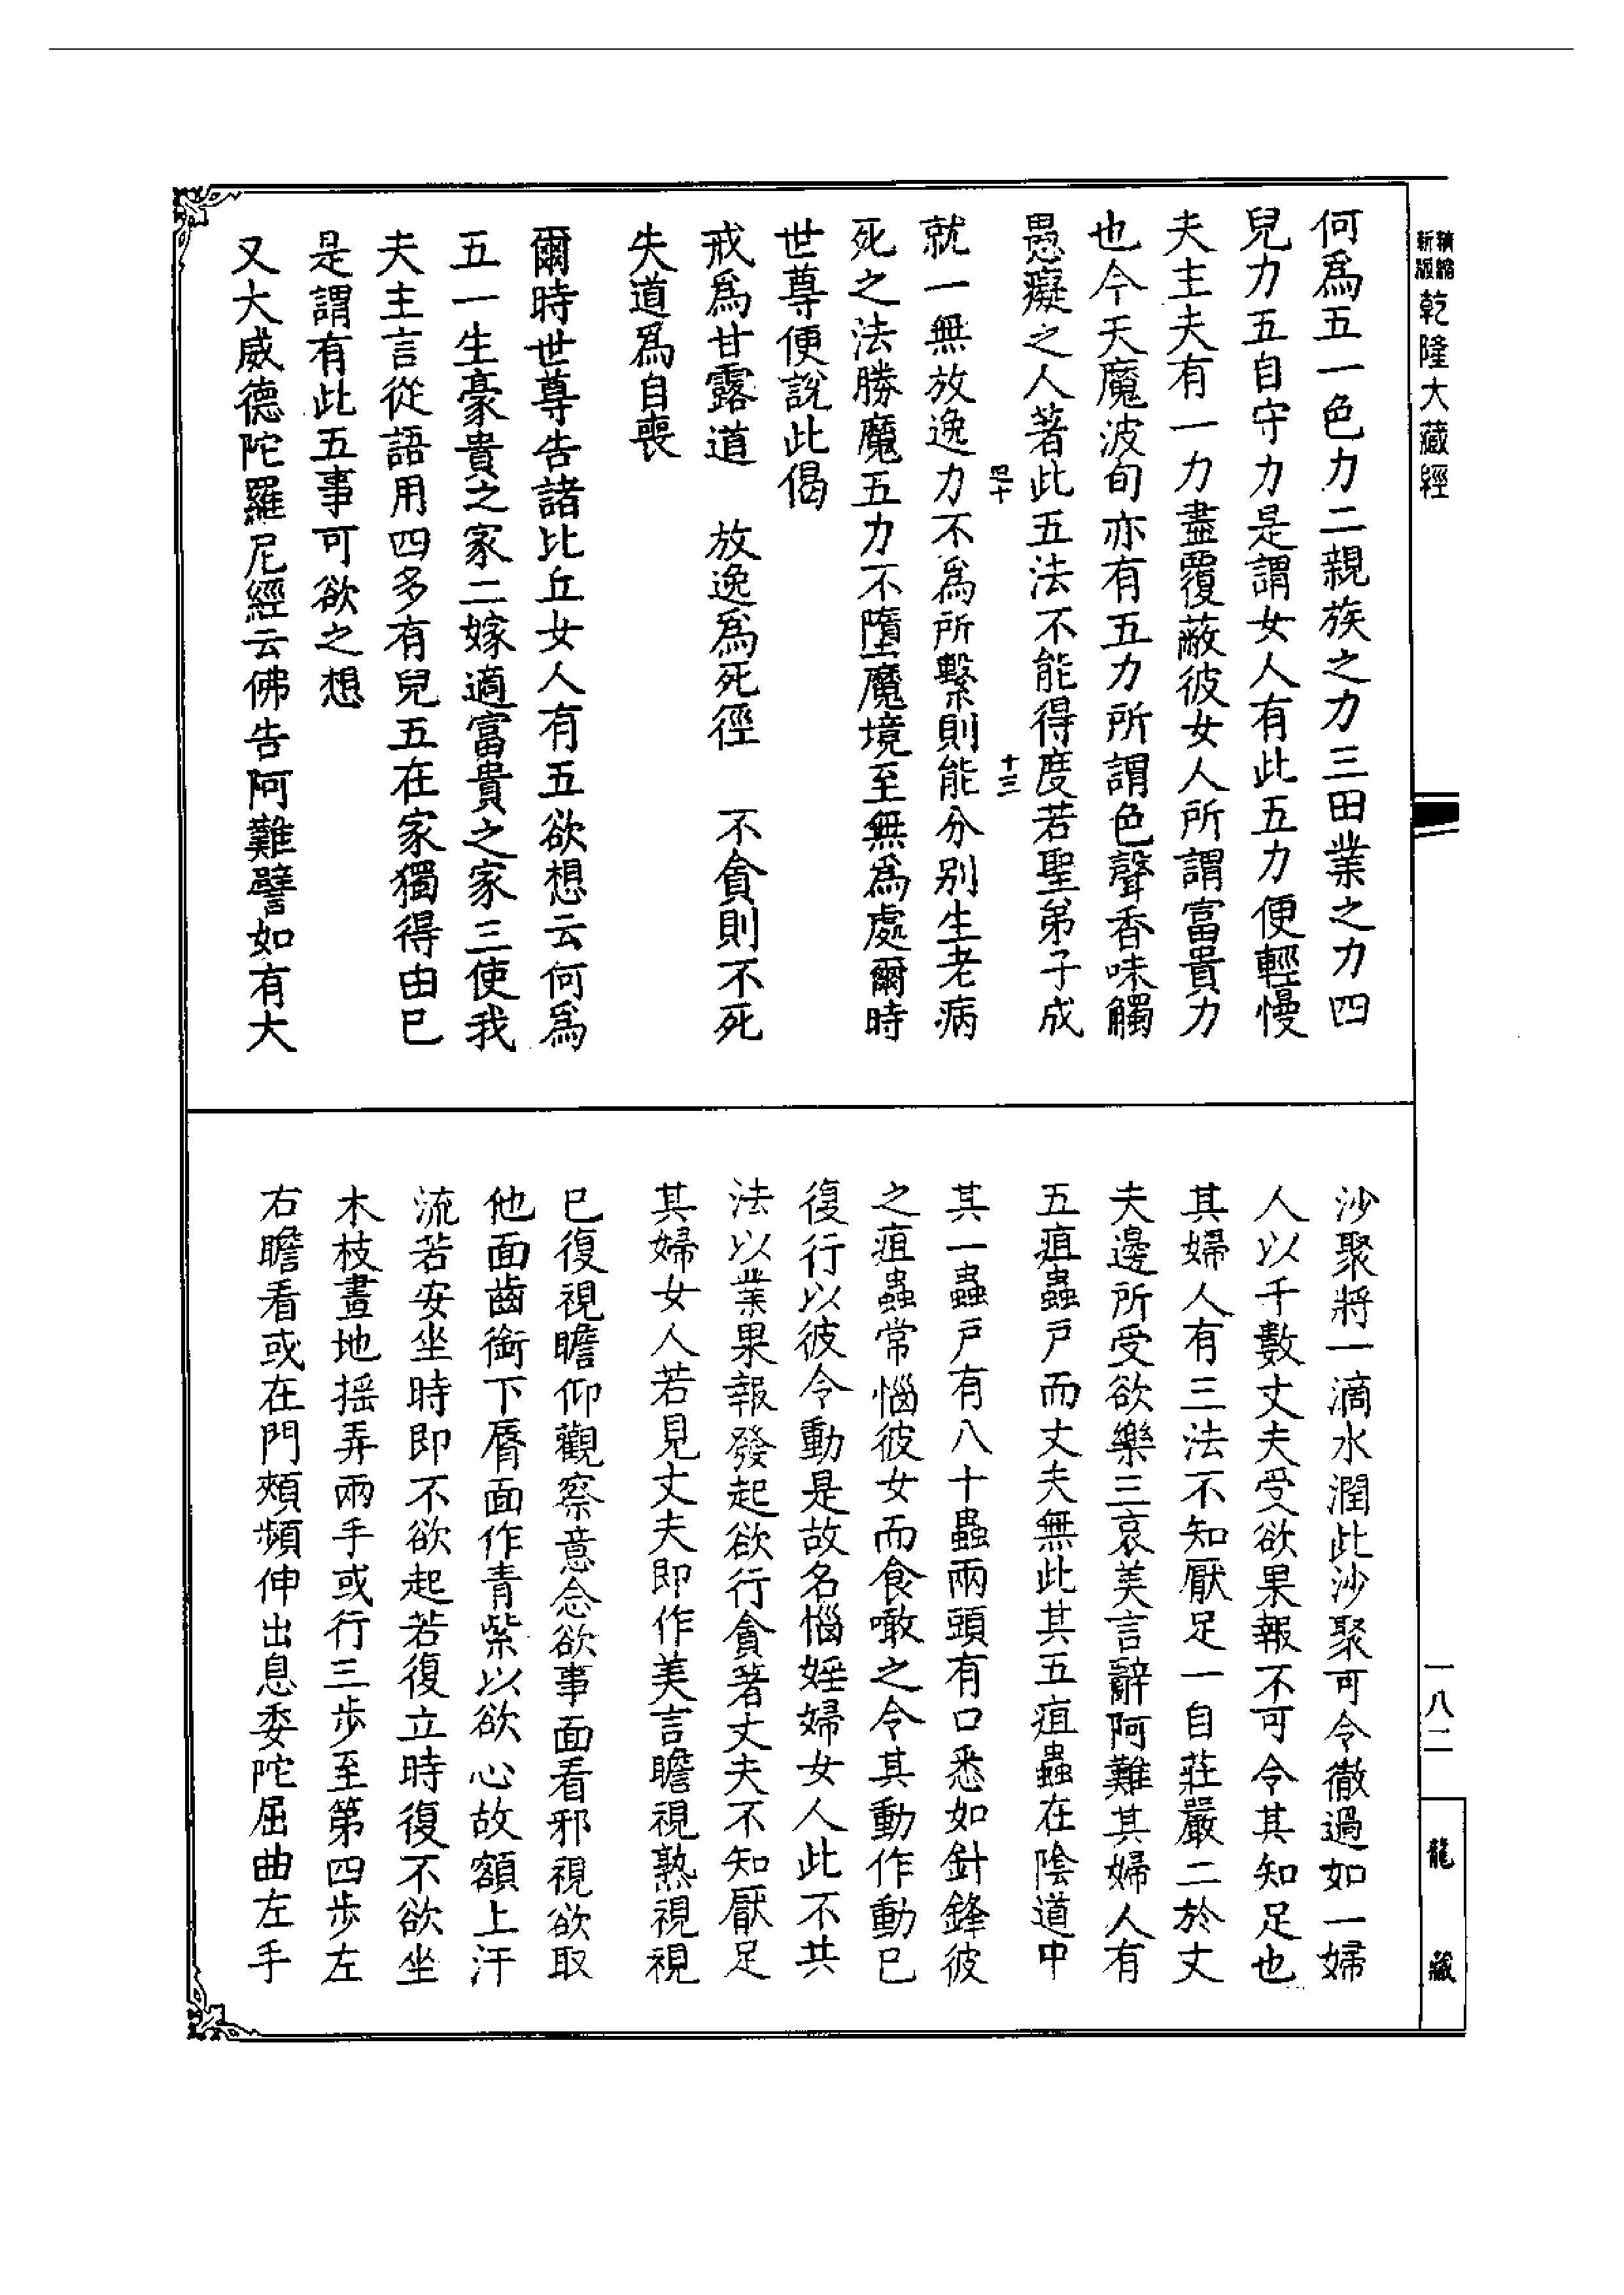 精縮新版乾隆大藏經
何為五一色力二親族之力三田業之力四
兒力五自守力是謂女人有此五力便輕慢
夫主夫有一力盡覆蔽彼女人所謂富貴力
也今天魔波旬亦有五力所謂色聲香味觸
愚癡之人著此五法不能得度若聖弟子成
就一無放逸力不為所繫則能分別生老病
死之法勝魔五力不墮魔境至無為處爾時
世尊便說此偈
戒為甘露道　放逸為死徑　不貪則不死
失道為自喪
爾時世尊告諸比丘女人有五欲想云何為
五一生豪貴之家二嫁適富貴之家三使我
夫主言從語用四多有兒五在家獨得由已
是謂有此五事可欲之想
又大威德陀羅尼經云佛告阿難譬如有大
沙聚將一滴水潤此沙聚可令徹過如一婦
人以千數丈夫受欲果報不可令其知足也
其婦人有三法不知厭足一自莊嚴二於丈
夫邊所受欲樂三哀美言辭阿難其婦人有
五疽蟲戶而丈夫無此其五疽蟲在陰道中
其一蟲戶有八十蟲兩頭有口悉如針鋒彼
之疽蟲常惱彼女而食噉之令其動作動已
復行以彼令動是故名惱婬婦女人此不共
法以業果報發起欲行貪著丈夫不知厭足
其婦女人若見丈夫即作美言瞻視熟視視
已復視瞻仰觀察意念欲事面看邪視欲取
他面齒銜下脣面作青紫以欲心故額上汗
流若安坐時即不欲起若復立時復不欲坐
木枝畫地搖弄兩手或行三步至第四步左
右瞻看或在門頰頻伸出息委陀屈曲左手
十三
一八二
龍藏